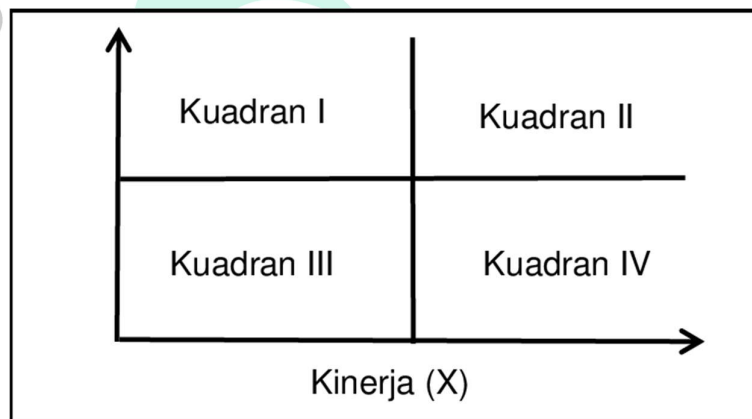 Kuadran I
Kuadran II
Kuadran III
Kuadran IV
Kinerja (X)